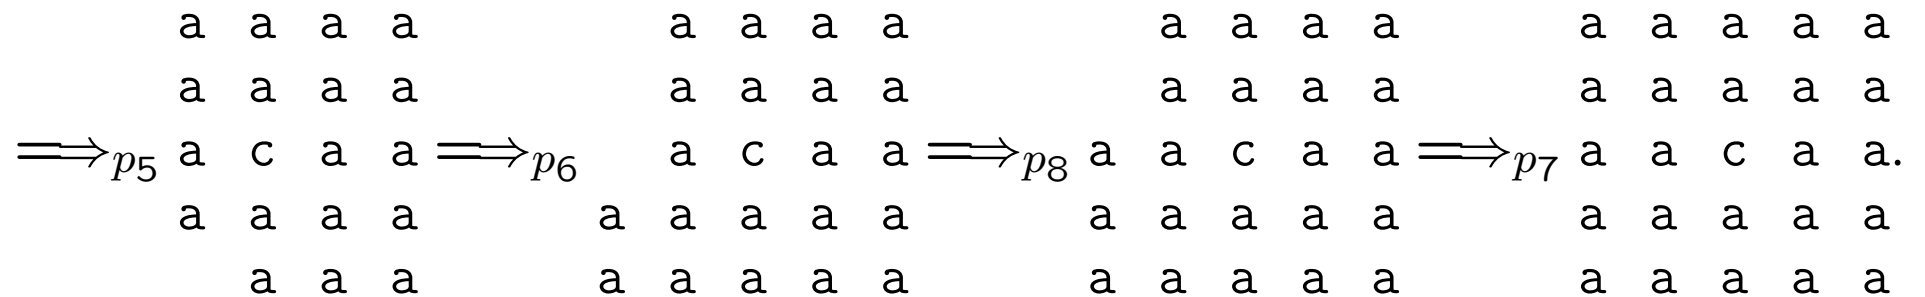 a a a a a a a a a a a a a a a a a
a a a a a a a a a a a a a a a a a
⟹p5 a c a a ⟹p6 a c a a ⟹p8 a a c a a ⟹p7 a a c a a.
a a a a a a a a a a a a a a a a a a a
a a a a a a a a a a a a a a a a a a